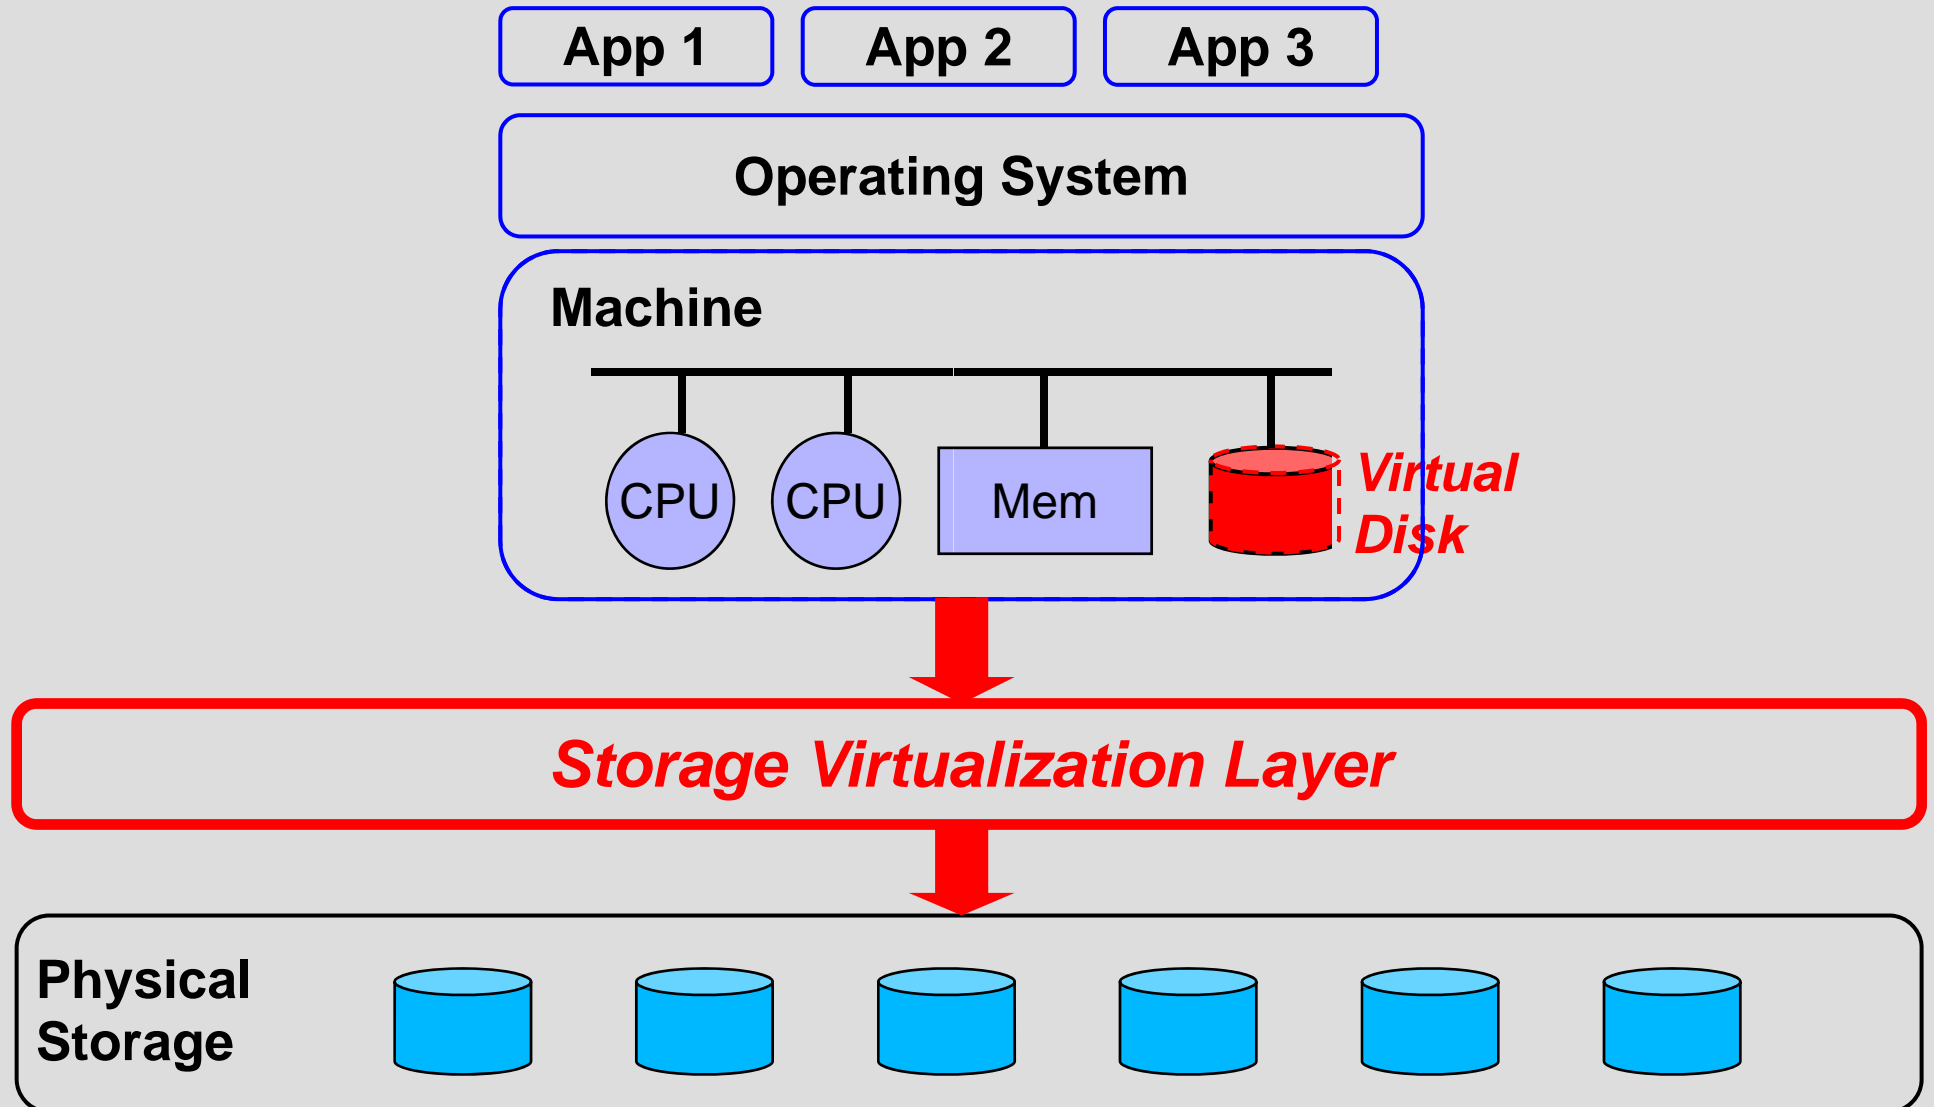 App 1
App 2
App 3
Operating System
Machine
CPU
CPU
Mem
Virtual
Disk
Storage Virtualization Layer
Physical
Storage